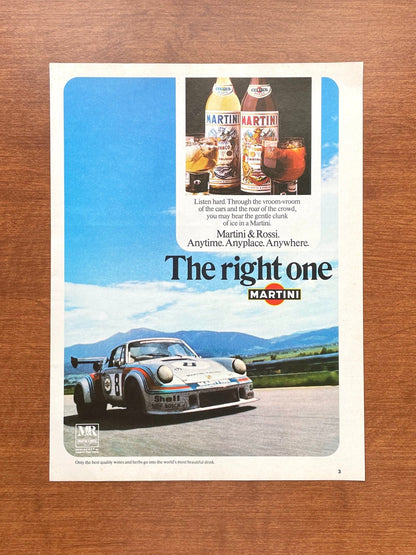 MARTINI
MARTINI
Listen hard. Through the vroom-vroom
of the cars and the roar of the crowd,
you may hear the gentle clunk
of ice in a Martini.
Martini & Rossi.
Anytime. Anyplace. Anywhere.
The right one
MARTINI
8
Shell
BOSCH
MR
Only the best quality wines and herbs go into the world's most beautiful drink.
3